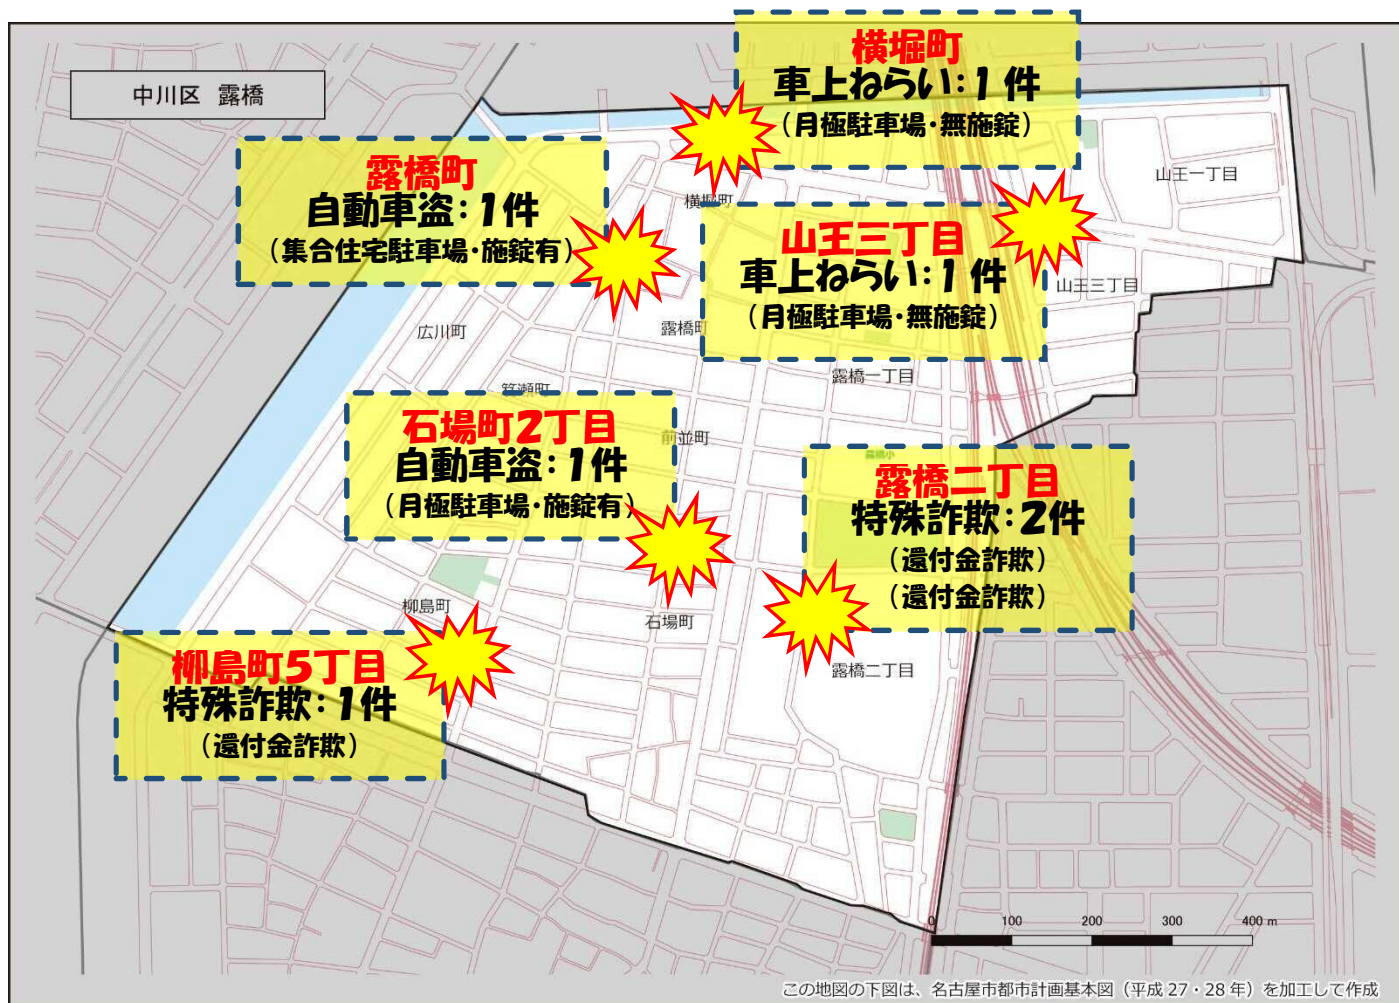 中川区 露橋
横堀町
車上ねらい:1件
(月極駐車場・無施錠)
露橋町
自動車盗:1件
(集合住宅駐車場・施錠有)
山王一丁目
横堀町
山王三丁目
車上ねらい:1件
(月極駐車場・無施錠)
山王三丁目
広川町
露橋町
露橋一丁目
笈瀬町
石場町2丁目
自動車盗:1件
(月極駐車場・施錠有)
前並町
露橋小
露橋二丁目
特殊詐欺:2件
(還付金詐欺)
(還付金詐欺)
柳島町
石場町
露橋二丁目
柳島町5丁目
特殊詐欺:1件
(還付金詐欺)
0 100 200 300 400 m
この地図の下図は、名古屋市都市計画基本図(平成27・28年)を加工して作成